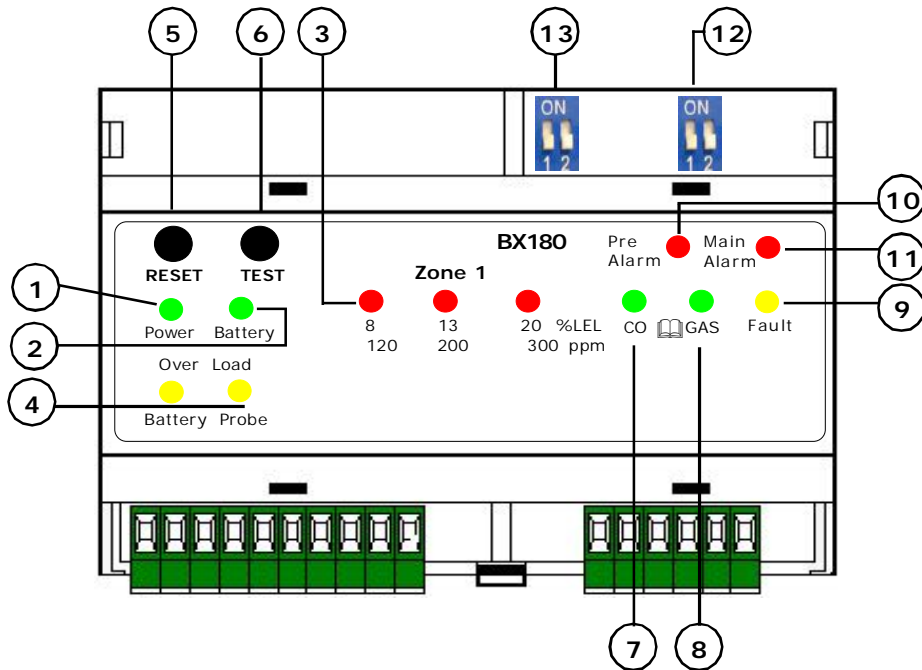 5 6 3 13 12
ON ON
1 2 1 2
10
BX180 Pre Alarm Main Alarm
11
RESET TEST Zone 1
1
8 13 20 %LEL CO GAS Fault
9
Power Battery 120 200 300 ppm
2
Over Load
4
Battery Probe
7 8